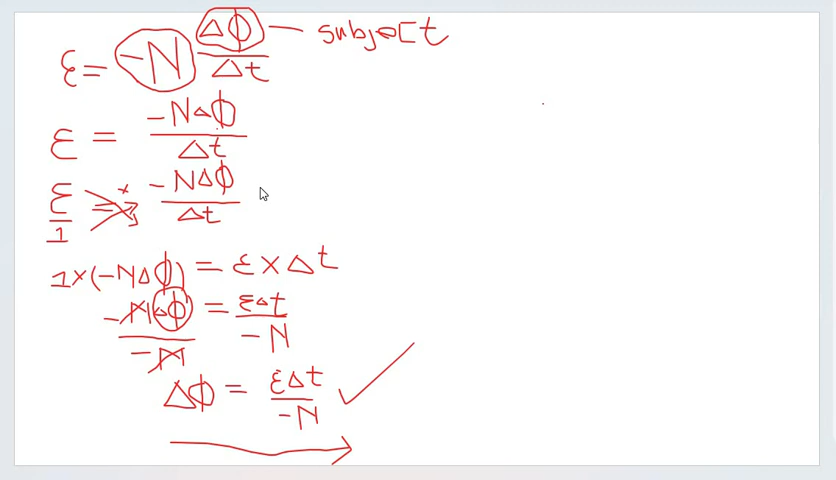 ε = -N ΔΦ/Δt — subject
ε = -NΔΦ/Δt
ε/1 = -NΔΦ/Δt
1×(-NΔΦ) = ε×Δt
-NΔΦ/-N = εΔt/-N
ΔΦ = εΔt/-N